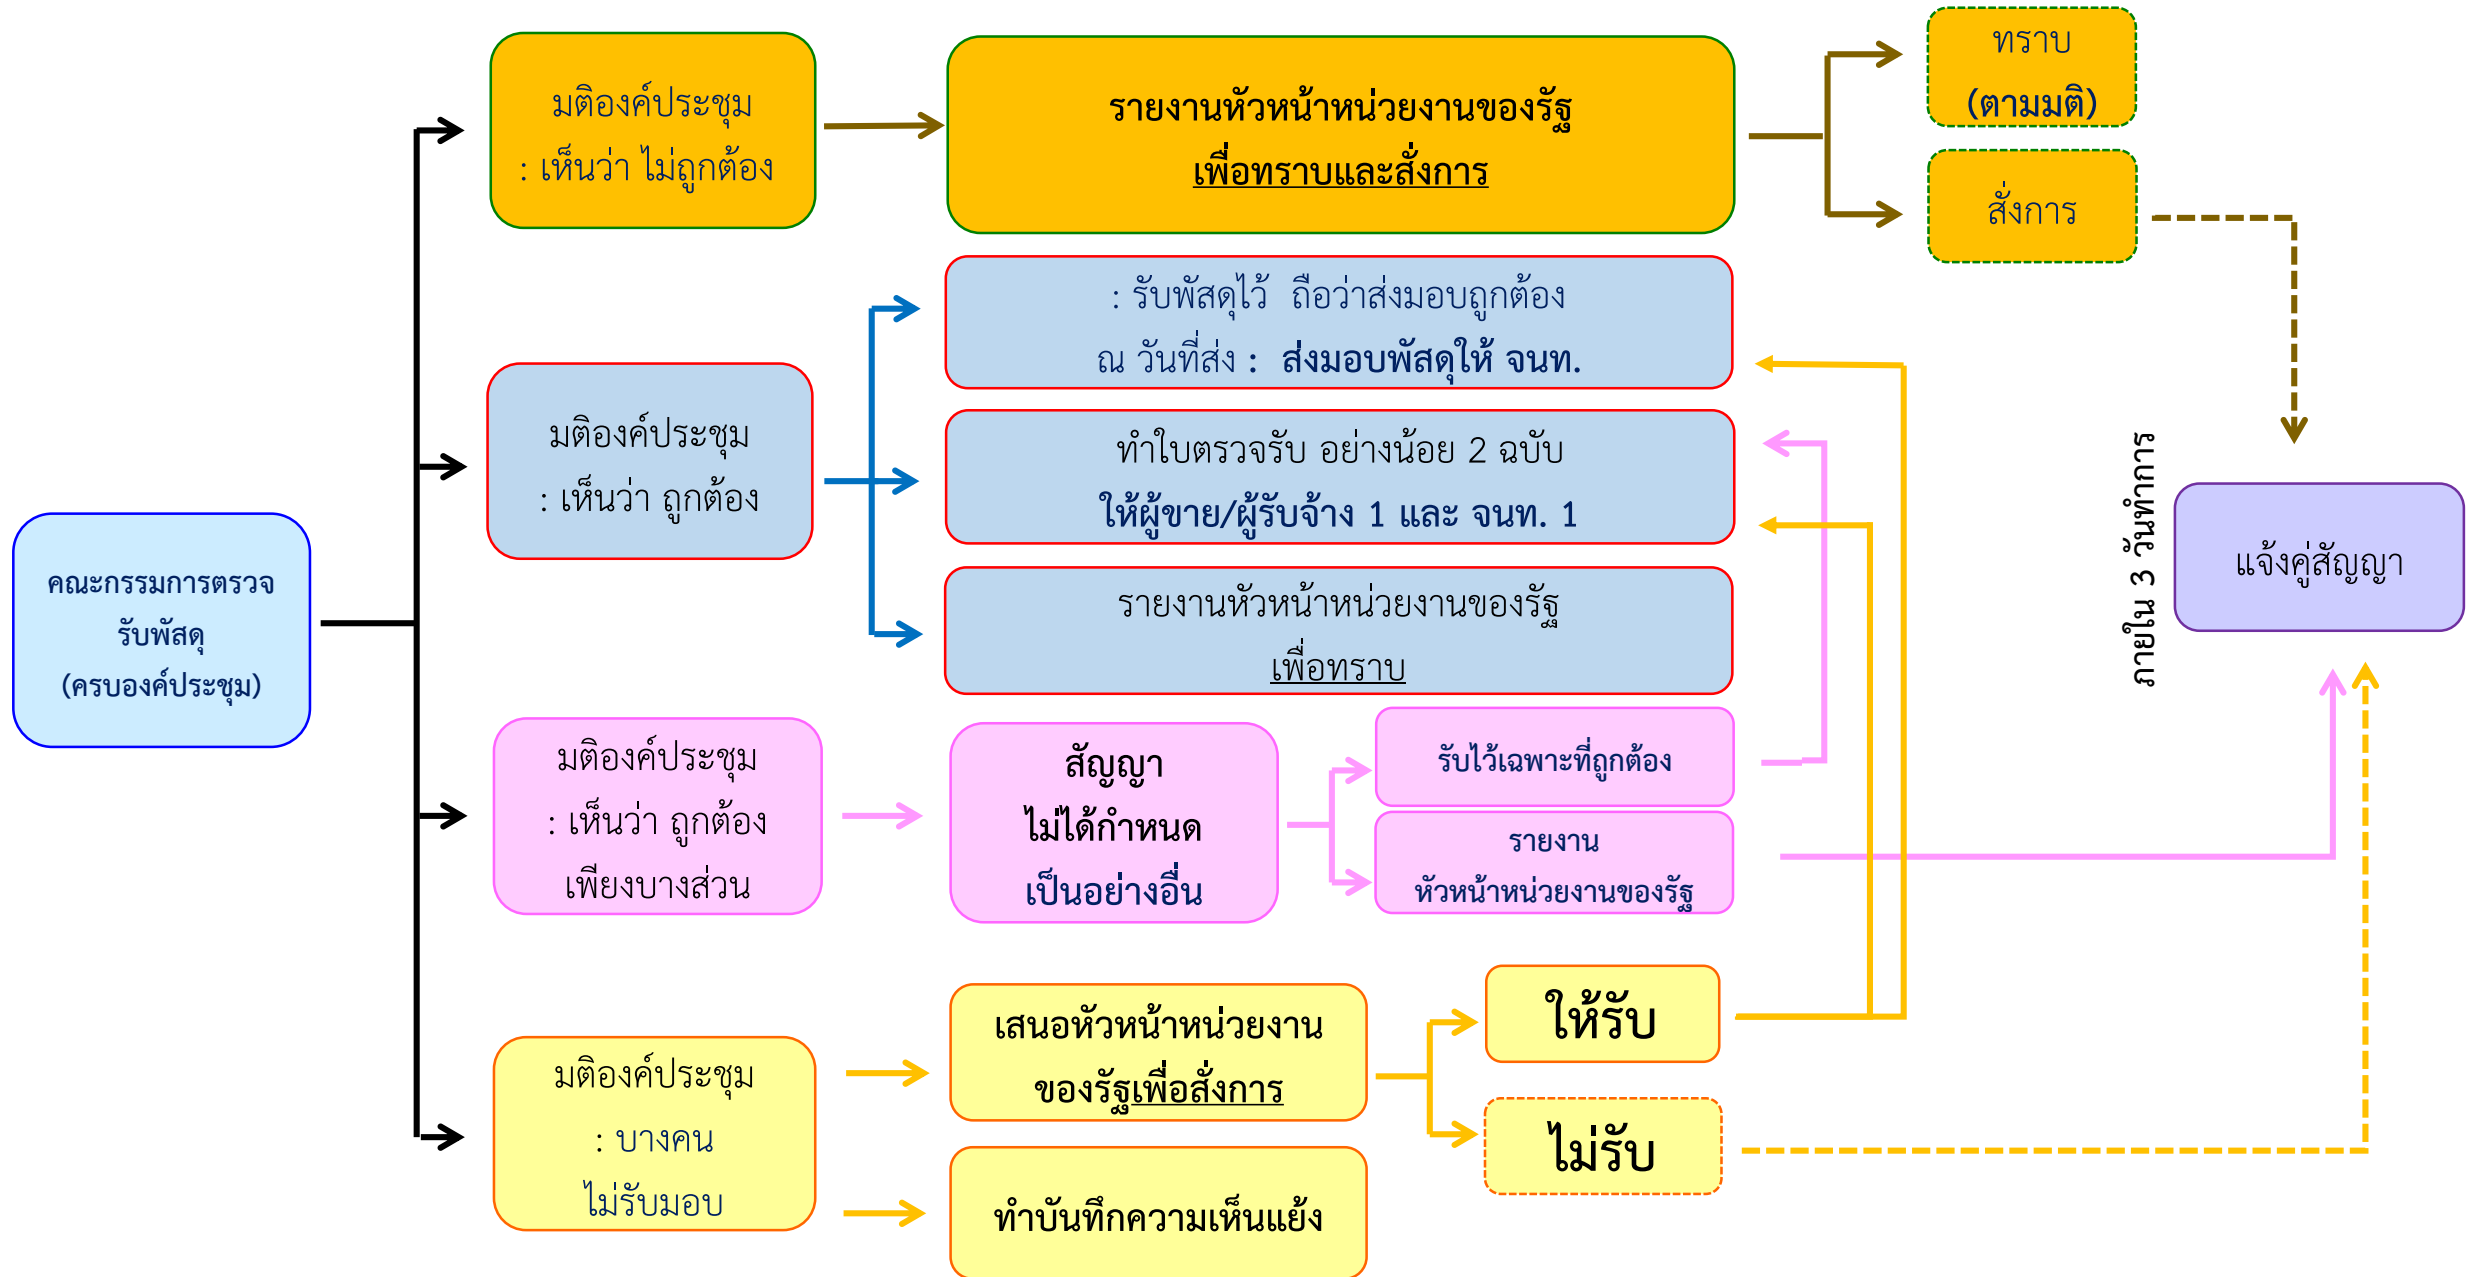 คณะกรรมการตรวจ
รับพัสดุ
(ครบองค์ประชุม)
มติองค์ประชุม
: เห็นว่า ไม่ถูกต้อง
รายงานหัวหน้าหน่วยงานของรัฐ
เพื่อทราบและสั่งการ
ทราบ
(ตามมติ)
สั่งการ
มติองค์ประชุม
: เห็นว่า ถูกต้อง
: รับพัสดุไว้ ถือว่าส่งมอบถูกต้อง
ณ วันที่ส่ง : ส่งมอบพัสดุให้ จนท.
ทำใบตรวจรับ อย่างน้อย 2 ฉบับ
ให้ผู้ขาย/ผู้รับจ้าง 1 และ จนท. 1
รายงานหัวหน้าหน่วยงานของรัฐ
เพื่อทราบ
ภายใน 3 วันทำการ
แจ้งคู่สัญญา
มติองค์ประชุม
: เห็นว่า ถูกต้อง
เพียงบางส่วน
สัญญา
ไม่ได้กำหนด
เป็นอย่างอื่น
รับไว้เฉพาะที่ถูกต้อง
รายงาน
หัวหน้าหน่วยงานของรัฐ
มติองค์ประชุม
: บางคน
ไม่รับมอบ
เสนอหัวหน้าหน่วยงาน
ของรัฐเพื่อสั่งการ
ให้รับ
ไม่รับ
ทำบันทึกความเห็นแย้ง